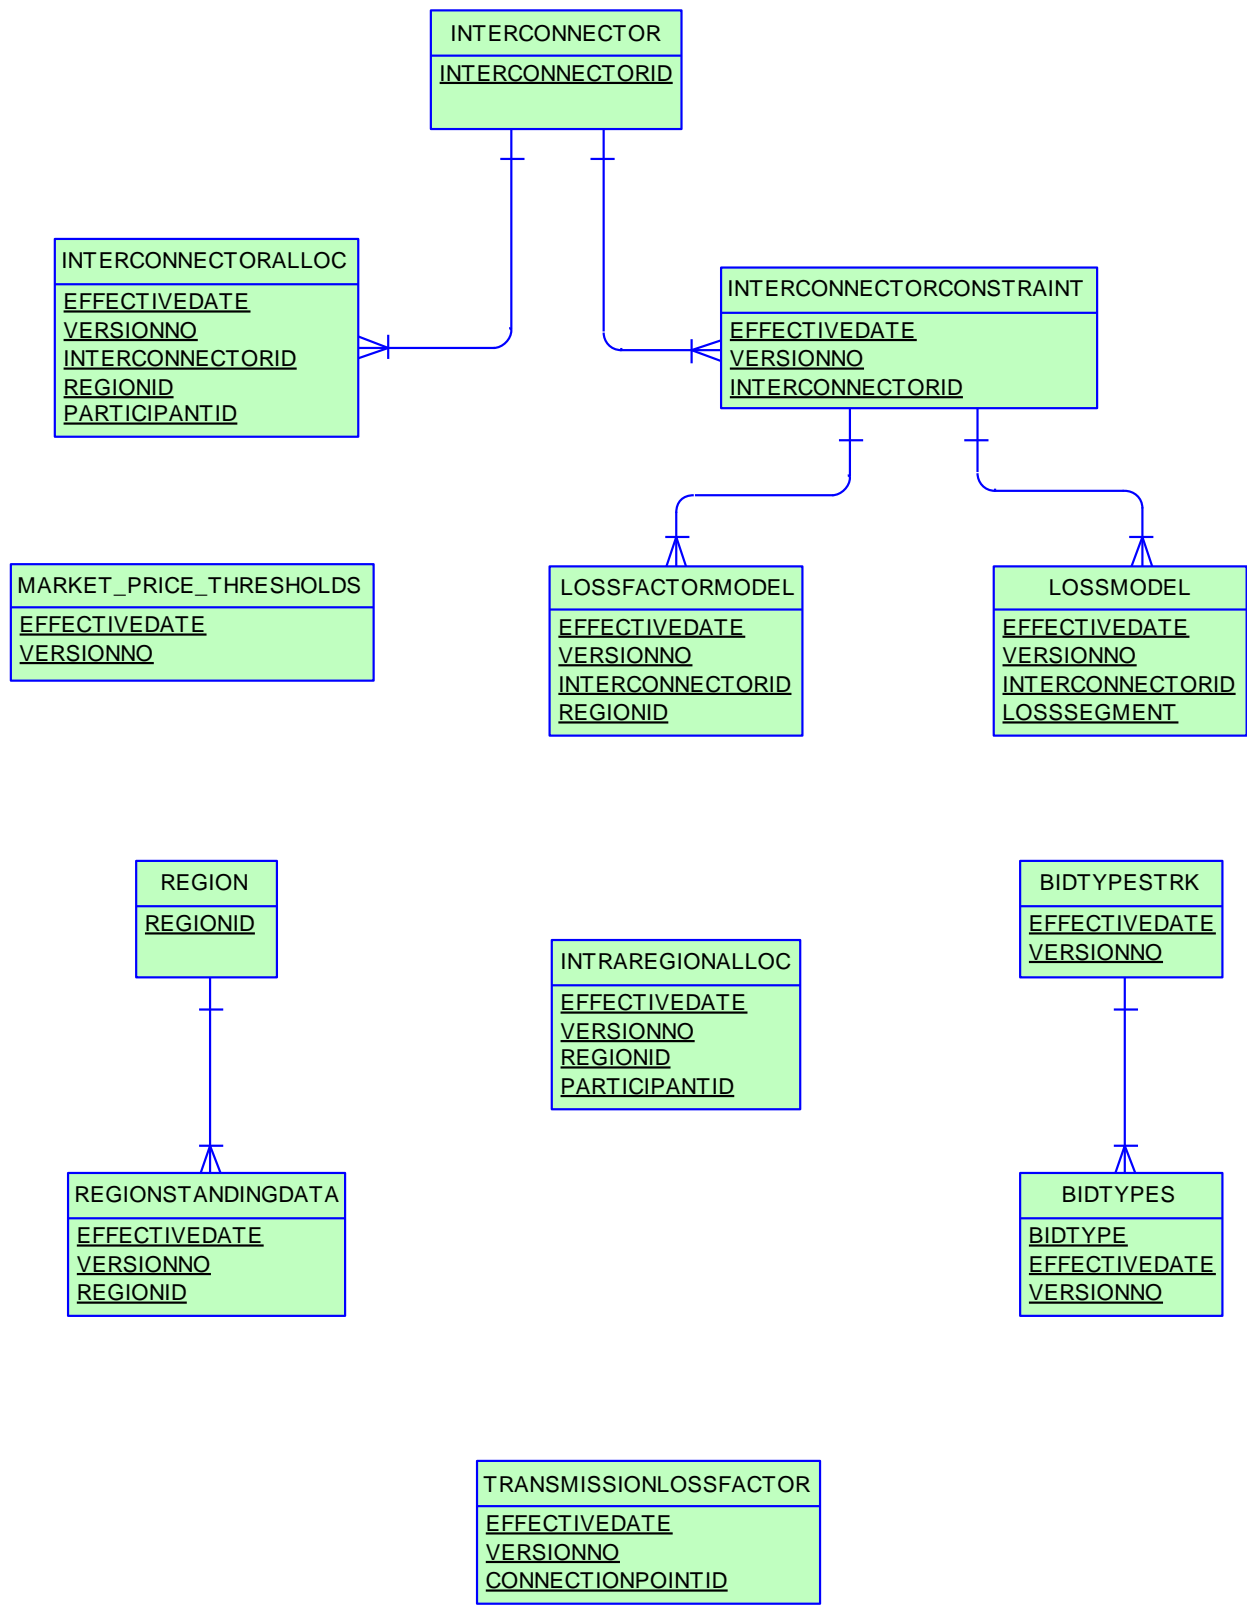 INTERCONNECTOR
INTERCONNECTORID
INTERCONNECTORALLOC
EFFECTIVEDATE
VERSIONNO
INTERCONNECTORID
REGIONID
PARTICIPANTID
INTERCONNECTORCONSTRAINT
EFFECTIVEDATE
VERSIONNO
INTERCONNECTORID
MARKET_PRICE_THRESHOLDS
EFFECTIVEDATE
VERSIONNO
LOSSFACTORMODEL
EFFECTIVEDATE
VERSIONNO
INTERCONNECTORID
REGIONID
LOSSMODEL
EFFECTIVEDATE
VERSIONNO
INTERCONNECTORID
LOSSSEGMENT
REGION
REGIONID
INTRAREGIONALLOC
EFFECTIVEDATE
VERSIONNO
REGIONID
PARTICIPANTID
BIDTYPESTRK
EFFECTIVEDATE
VERSIONNO
REGIONSTANDINGDATA
EFFECTIVEDATE
VERSIONNO
REGIONID
BIDTYPES
BIDTYPE
EFFECTIVEDATE
VERSIONNO
TRANSMISSIONLOSSFACTOR
EFFECTIVEDATE
VERSIONNO
CONNECTIONPOINTID